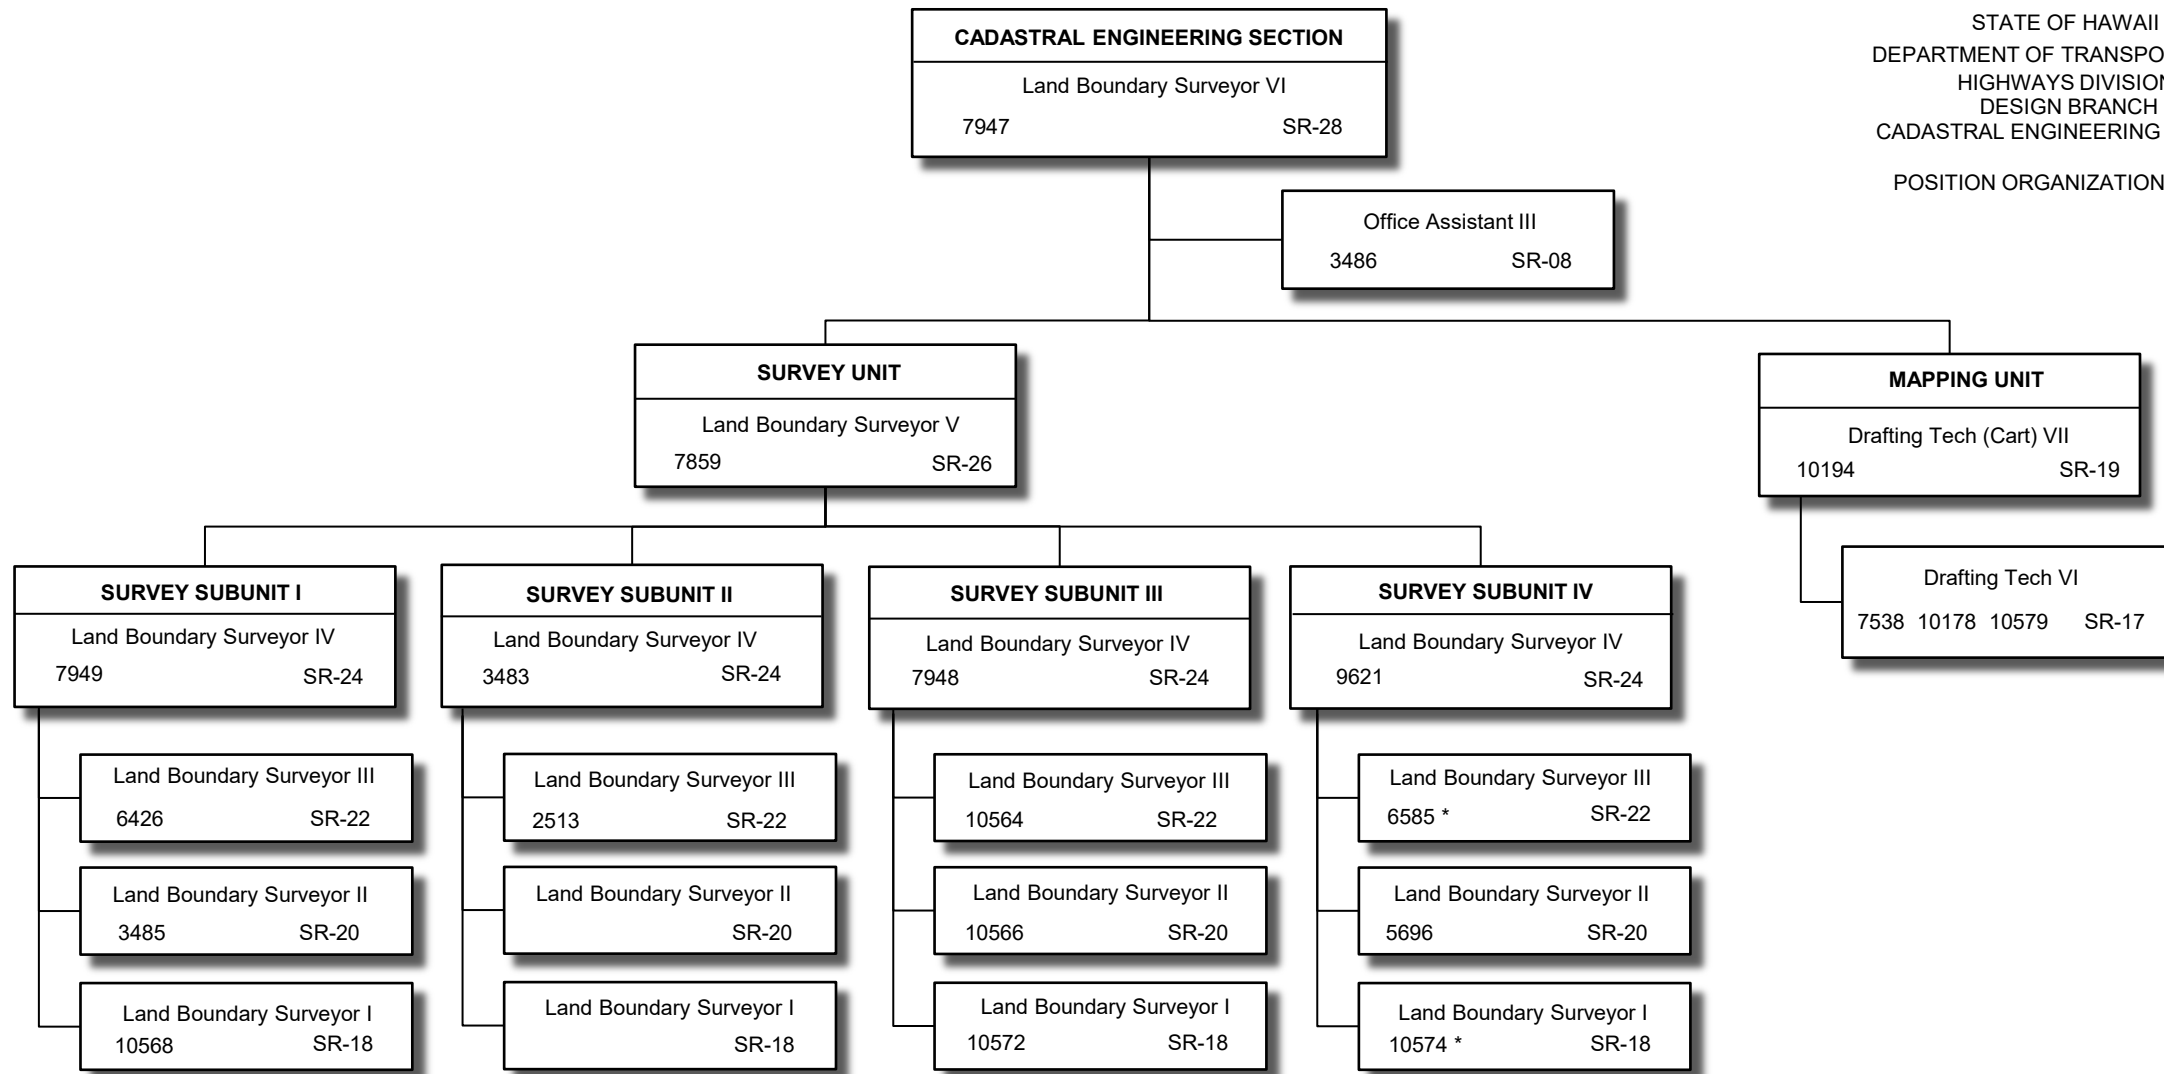 CADASTRAL ENGINEERING SECTION
Land Boundary Surveyor VI
7947 SR-28
STATE OF HAWAII
DEPARTMENT OF TRANSPO
HIGHWAYS DIVISION
DESIGN BRANCH
CADASTRAL ENGINEERING
POSITION ORGANIZATION
Office Assistant III
3486 SR-08
SURVEY UNIT
Land Boundary Surveyor V
7859 SR-26
MAPPING UNIT
Drafting Tech (Cart) VII
10194 SR-19
Drafting Tech VI
7538 10178 10579 SR-17
SURVEY SUBUNIT I
Land Boundary Surveyor IV
7949 SR-24
Land Boundary Surveyor III
6426 SR-22
Land Boundary Surveyor II
3485 SR-20
Land Boundary Surveyor I
10568 SR-18
SURVEY SUBUNIT II
Land Boundary Surveyor IV
3483 SR-24
Land Boundary Surveyor III
2513 SR-22
Land Boundary Surveyor II
SR-20
Land Boundary Surveyor I
SR-18
SURVEY SUBUNIT III
Land Boundary Surveyor IV
7948 SR-24
Land Boundary Surveyor III
10564 SR-22
Land Boundary Surveyor II
10566 SR-20
Land Boundary Surveyor I
10572 SR-18
SURVEY SUBUNIT IV
Land Boundary Surveyor IV
9621 SR-24
Land Boundary Surveyor III
6585 * SR-22
Land Boundary Surveyor II
5696 SR-20
Land Boundary Surveyor I
10574 * SR-18